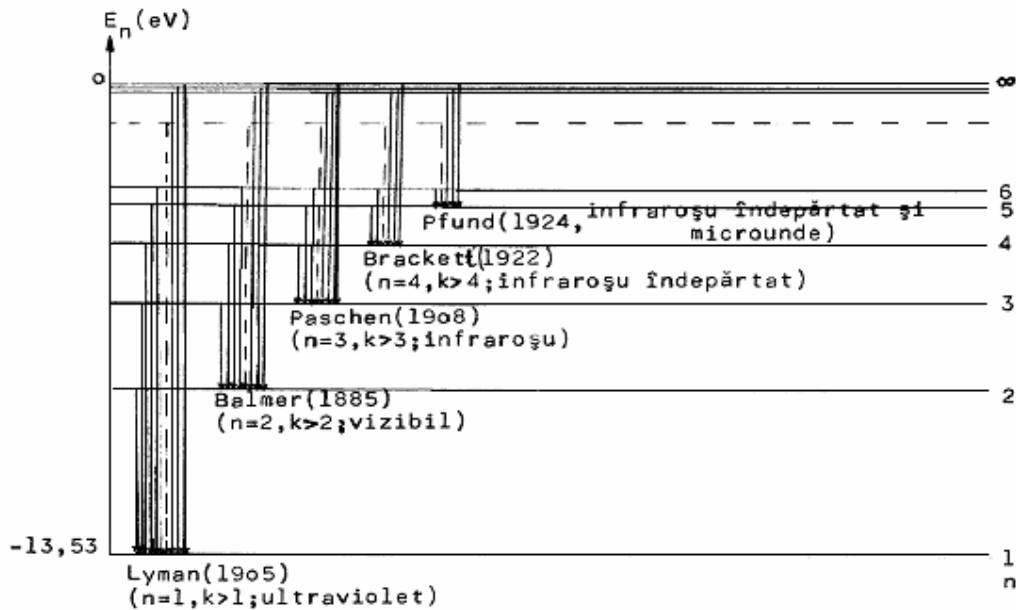 E_n(eV)
o
∞
6
Pfund(1924, infraroşu îndepărtat şi
5
microunde)
4
Brackett(1922)
(n=4,k>4;infraroşu îndepărtat)
3
Paschen(19o8)
(n=3,k>3;infraroşu)
2
Balmer(1885)
(n=2,k>2;vizibil)
-13,53
1
Lyman(19o5)
n
(n=1,k>1;ultraviolet)